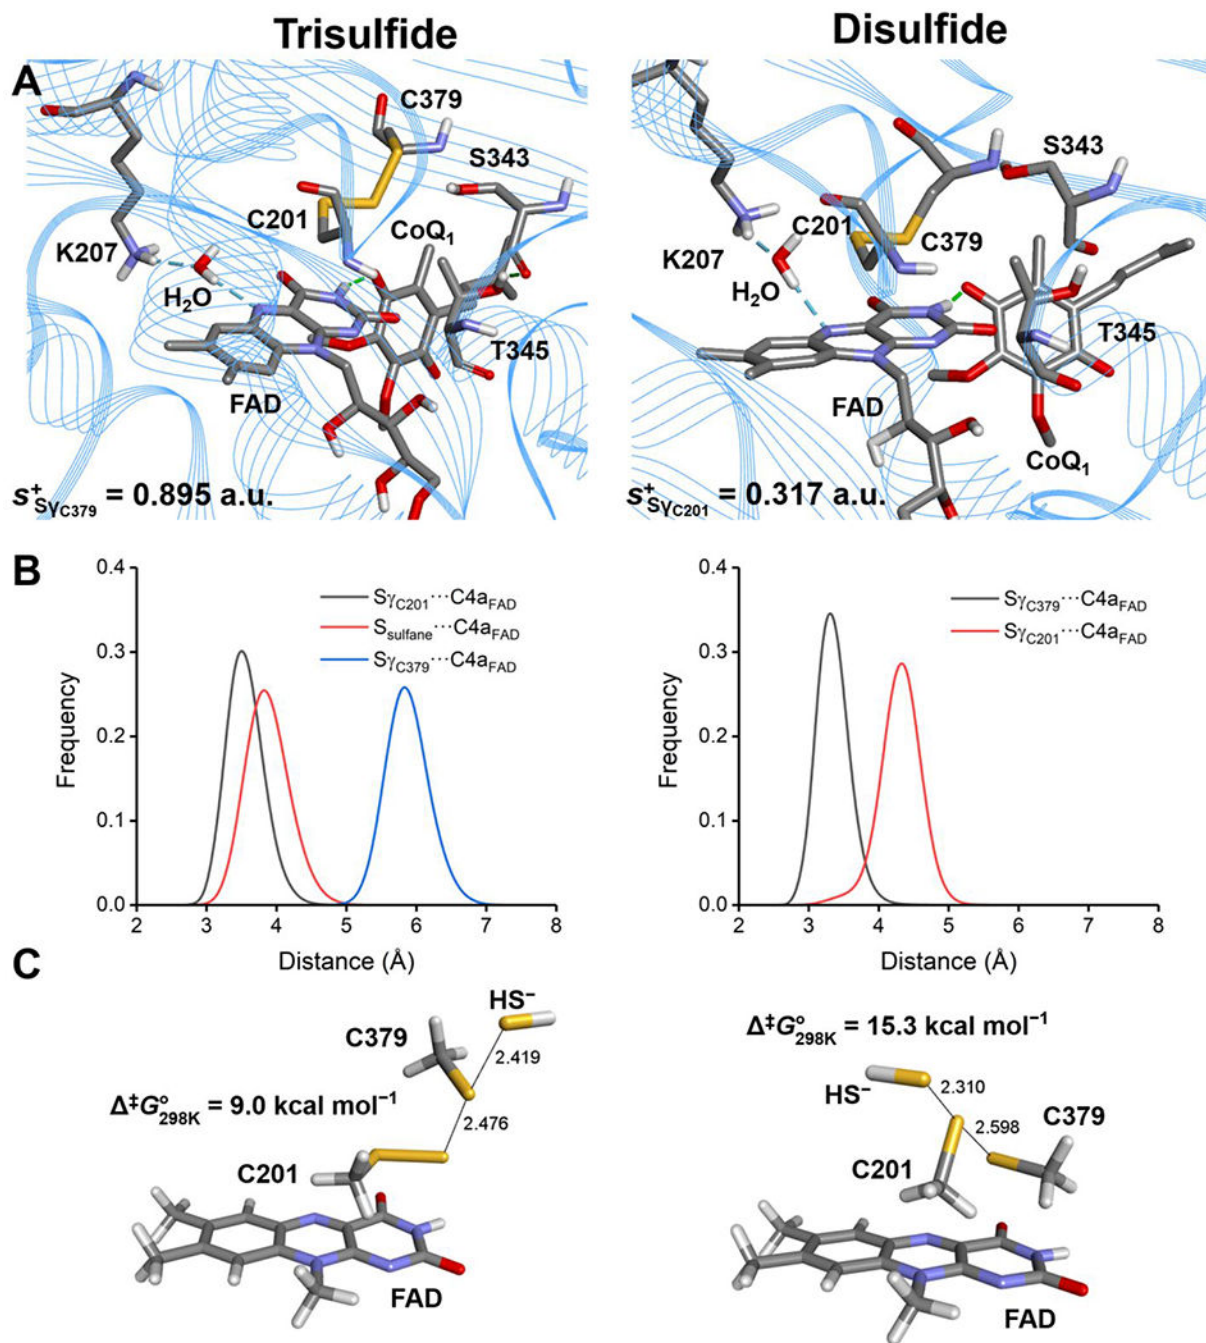 Trisulfide
Disulfide
A
C379
S343
C201
CoQ₁
K207
H₂O
T345
FAD
s⁺SγC379 = 0.895 a.u.
S343
C201
C379
K207
H₂O
T345
FAD
CoQ₁
s⁺SγC201 = 0.317 a.u.
B
0.4
0.3
0.2
0.1
0.0
Frequency
SγC201···C4aFAD
Ssulfane···C4aFAD
SγC379···C4aFAD
2 3 4 5 6 7 8
Distance (Å)
0.4
0.3
0.2
0.1
0.0
Frequency
SγC379···C4aFAD
SγC201···C4aFAD
2 3 4 5 6 7 8
Distance (Å)
C
HS⁻
C379
2.419
Δ‡G°298K = 9.0 kcal mol⁻¹
2.476
C201
FAD
Δ‡G°298K = 15.3 kcal mol⁻¹
HS⁻
2.310
C379
2.598
C201
FAD